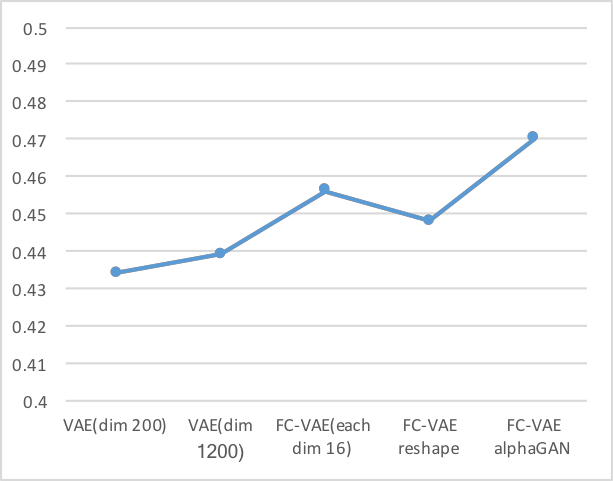 0.5
0.49
0.48
0.47
0.46
0.45
0.44
0.43
0.42
0.41
0.4
VAE(dim 200)
VAE(dim
1200)
FC-VAE(each
dim 16)
FC-VAE
reshape
FC-VAE
alphaGAN